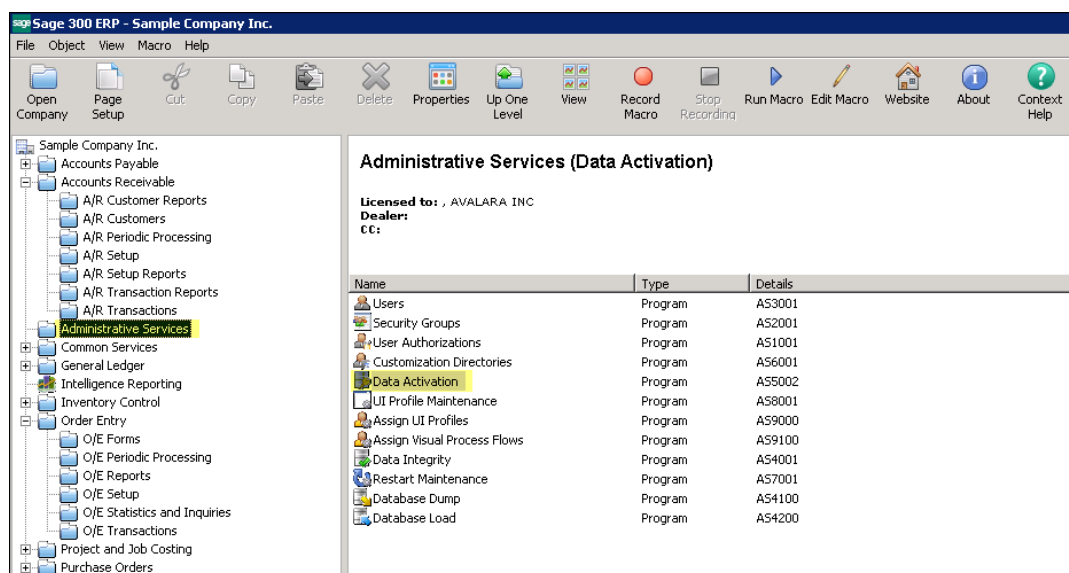 sage Sage 300 ERP - Sample Company Inc.
File Object View Macro Help
Open Company
Page Setup
Cut
Copy
Paste
Delete
Properties
Up One Level
View
Record Macro
Stop Recording
Run Macro
Edit Macro
Website
About
Context Help
Sample Company Inc.
Accounts Payable
Accounts Receivable
A/R Customer Reports
A/R Customers
A/R Periodic Processing
A/R Setup
A/R Setup Reports
A/R Transaction Reports
A/R Transactions
Administrative Services
Common Services
General Ledger
Intelligence Reporting
Inventory Control
Order Entry
O/E Forms
O/E Periodic Processing
O/E Reports
O/E Setup
O/E Statistics and Inquiries
O/E Transactions
Project and Job Costing
Purchase Orders
Administrative Services (Data Activation)
Licensed to: , AVALARA INC
Dealer:
CC:
Name Type Details
Users Program AS3001
Security Groups Program AS2001
User Authorizations Program AS1001
Customization Directories Program AS6001
Data Activation Program AS5002
UI Profile Maintenance Program AS8001
Assign UI Profiles Program AS9000
Assign Visual Process Flows Program AS9100
Data Integrity Program AS4001
Restart Maintenance Program AS7001
Database Dump Program AS4100
Database Load Program AS4200